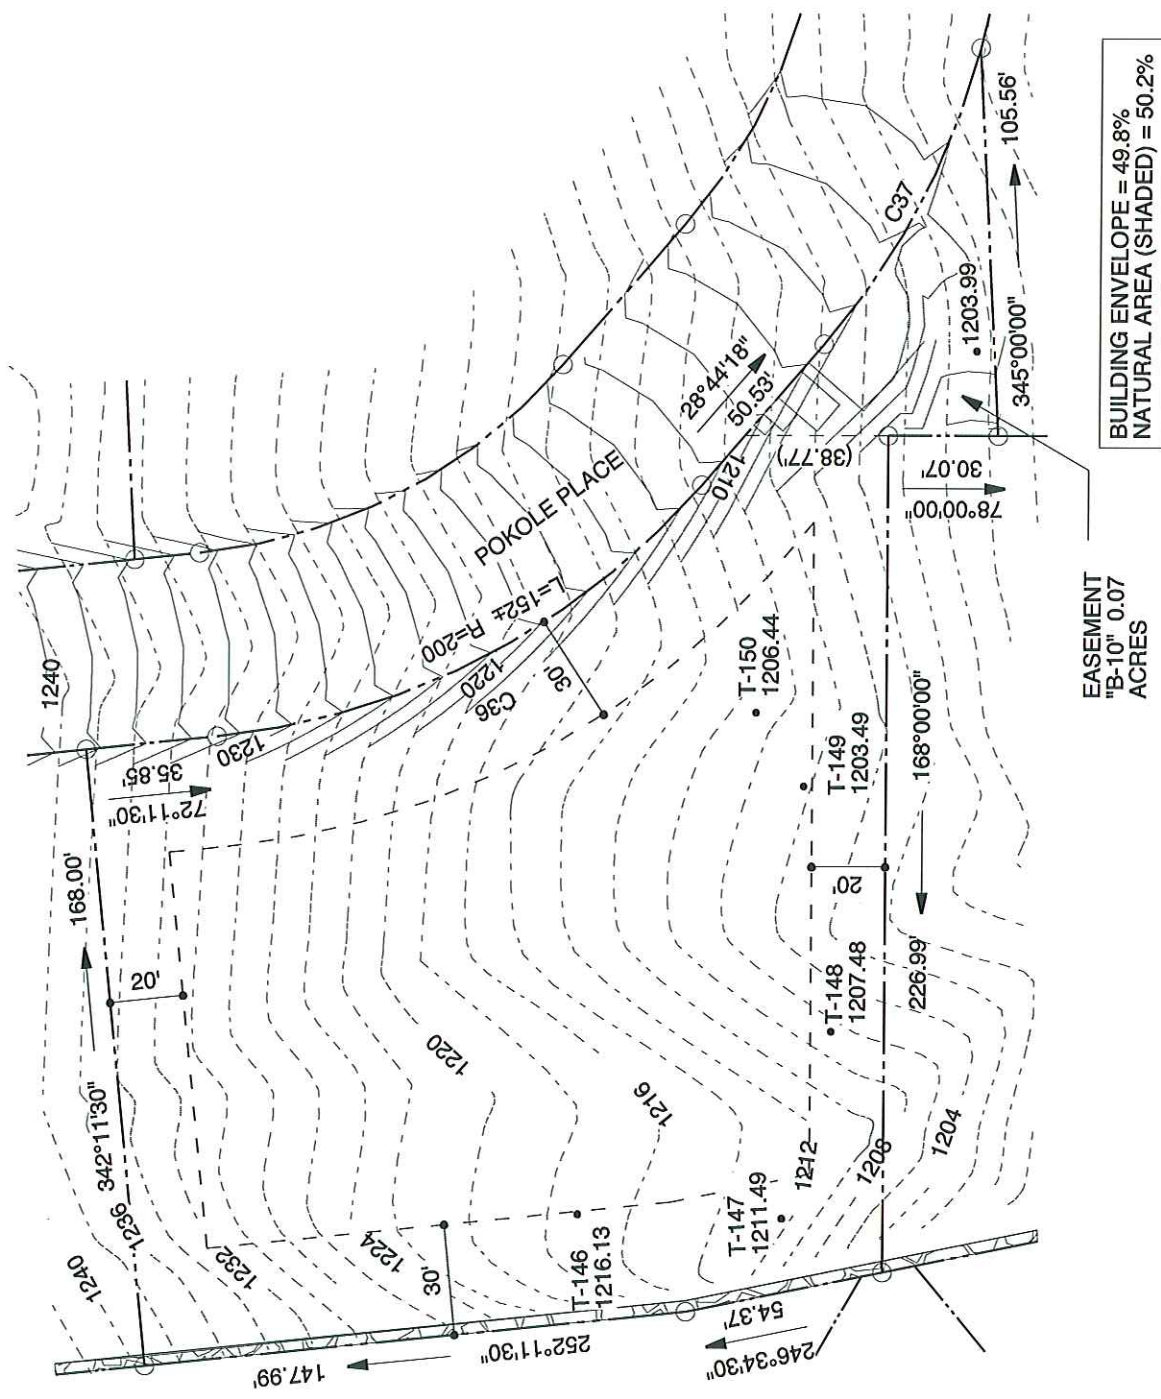 1240
168.00'
35.85'
72°11'30"
1230
20'
342°11'30"
1236
1240
1232
1224
30'
1220
1216
1212
1208
1204
T-146
1216.13
T-147
1211.49
T-148
1207.48
T-149
1203.49
T-150
1206.44
20'
POKOLE PLACE
L=152±
R=200
1220
C36
30'
28°44'18"
50.53'
1210
(38.77')
C37
105.56'
1203.99
345°00'00"
30.07'
78°00'00"
168°00'00"
226.99'
147.99'
252°11'30"
54.37'
246°34'30"
EASEMENT
"B-10" 0.07
ACRES
BUILDING ENVELOPE = 49.8%
NATURAL AREA (SHADED) = 50.2%